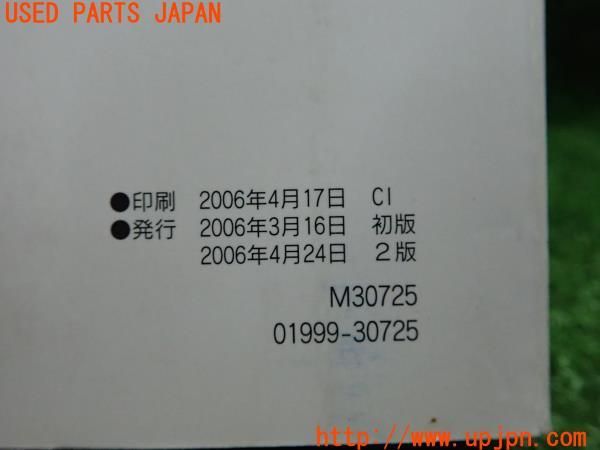 USED PARTS JAPAN
●印刷 2006年4月17日 CI
●発行 2006年3月16日 初版
2006年4月24日 2版
M30725
01999-30725
http://www.upjpn.com